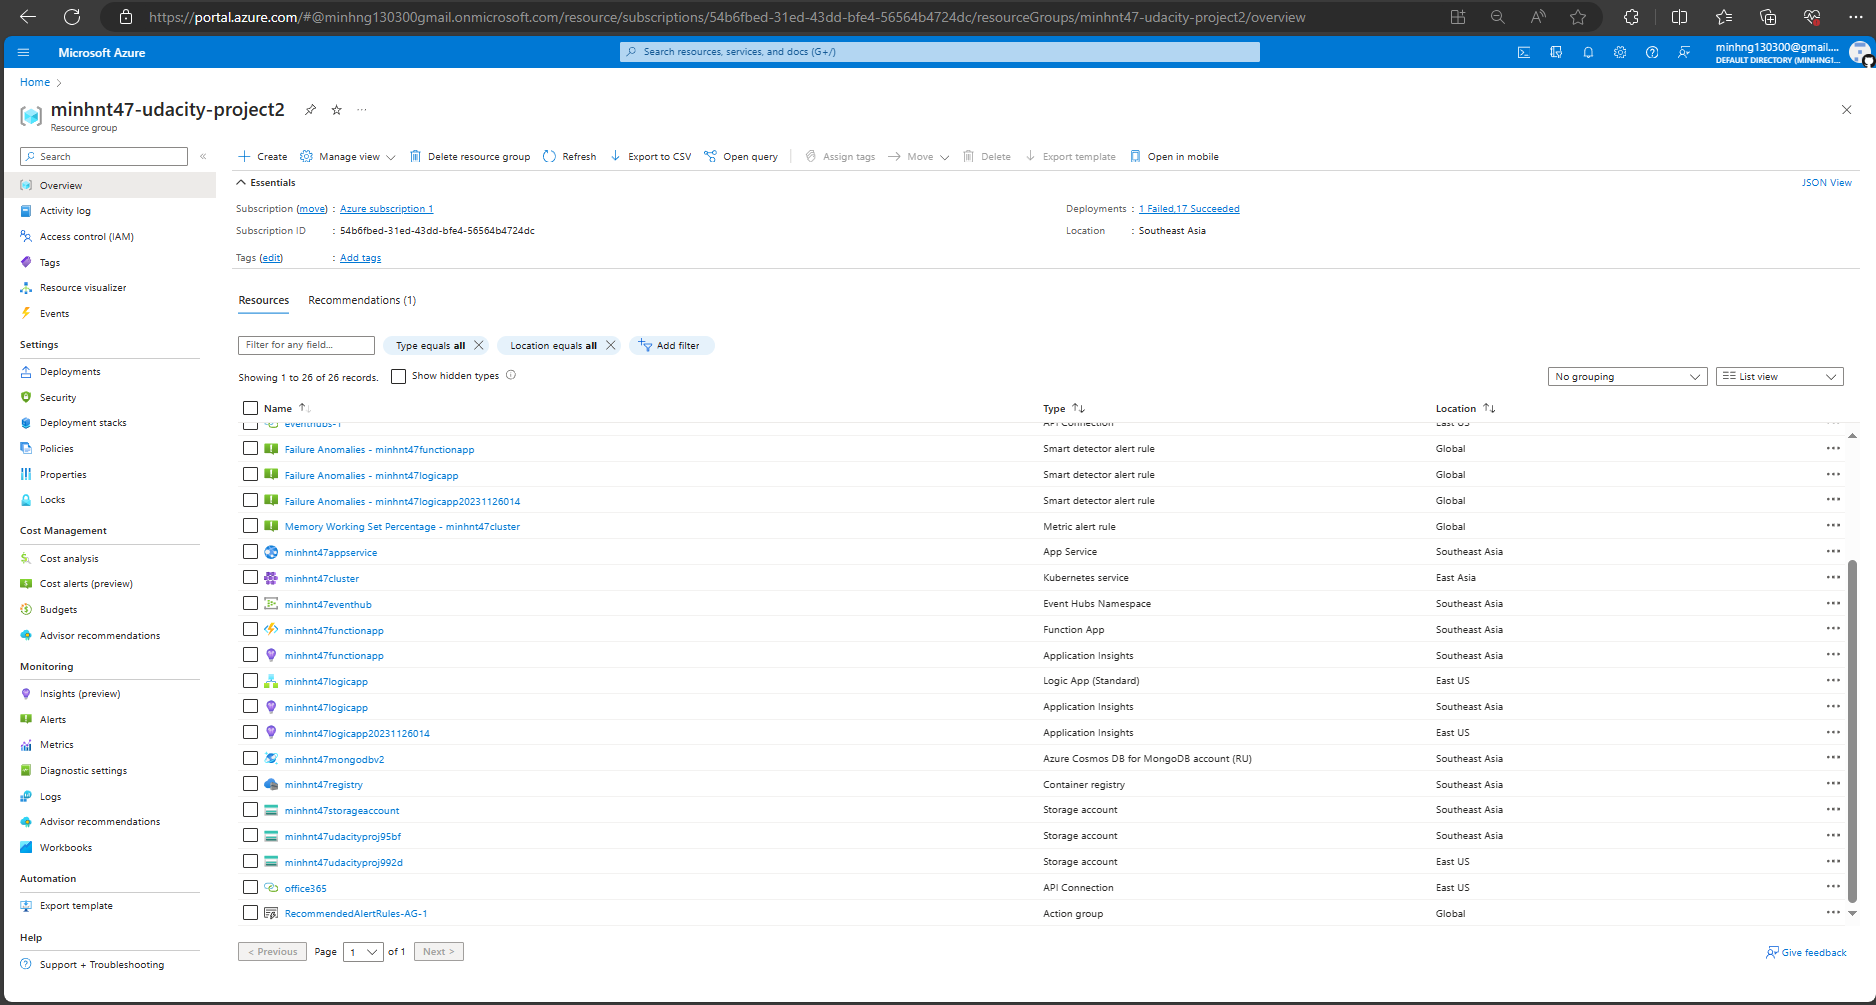 https://portal.azure.com/#@minhng130300gmail.onmicrosoft.com/resource/subscriptions/54b6fbed-31ed-43dd-bfe4-56564b4724dc/resourceGroups/minhnt47-udacity-project2/overview
Microsoft Azure
Search resources, services, and docs (G+/)
minhng130300@gmail....
DEFAULT DIRECTORY (MINHNG1...
Home
minhnt47-udacity-project2
Resource group
Search
Create Manage view Delete resource group Refresh Export to CSV Open query Assign tags Move Delete Export template Open in mobile
Overview
Activity log
Access control (IAM)
Tags
Resource visualizer
Events
Settings
Deployments
Security
Deployment stacks
Policies
Properties
Locks
Cost Management
Cost analysis
Cost alerts (preview)
Budgets
Advisor recommendations
Monitoring
Insights (preview)
Alerts
Metrics
Diagnostic settings
Logs
Advisor recommendations
Workbooks
Automation
Export template
Help
Support + Troubleshooting
Essentials
JSON View
Subscription (move) : Azure subscription 1
Deployments : 1 Failed,17 Succeeded
Subscription ID : 54b6fbed-31ed-43dd-bfe4-56564b4724dc
Location : Southeast Asia
Tags (edit) : Add tags
Resources Recommendations (1)
Filter for any field... Type equals all Location equals all Add filter
Showing 1 to 26 of 26 records. Show hidden types
No grouping List view
Name Type Location
eventhubs-1 API Connection East US
Failure Anomalies - minhnt47functionapp Smart detector alert rule Global
Failure Anomalies - minhnt47logicapp Smart detector alert rule Global
Failure Anomalies - minhnt47logicapp20231126014 Smart detector alert rule Global
Memory Working Set Percentage - minhnt47cluster Metric alert rule Global
minhnt47appservice App Service Southeast Asia
minhnt47cluster Kubernetes service East Asia
minhnt47eventhub Event Hubs Namespace Southeast Asia
minhnt47functionapp Function App Southeast Asia
minhnt47functionapp Application Insights Southeast Asia
minhnt47logicapp Logic App (Standard) East US
minhnt47logicapp Application Insights Southeast Asia
minhnt47logicapp20231126014 Application Insights East US
minhnt47mongodbv2 Azure Cosmos DB for MongoDB account (RU) Southeast Asia
minhnt47registry Container registry Southeast Asia
minhnt47storageaccount Storage account Southeast Asia
minhnt47udacityproj95bf Storage account Southeast Asia
minhnt47udacityproj992d Storage account East US
office365 API Connection East US
RecommendedAlertRules-AG-1 Action group Global
< Previous Page 1 of 1 Next >
Give feedback